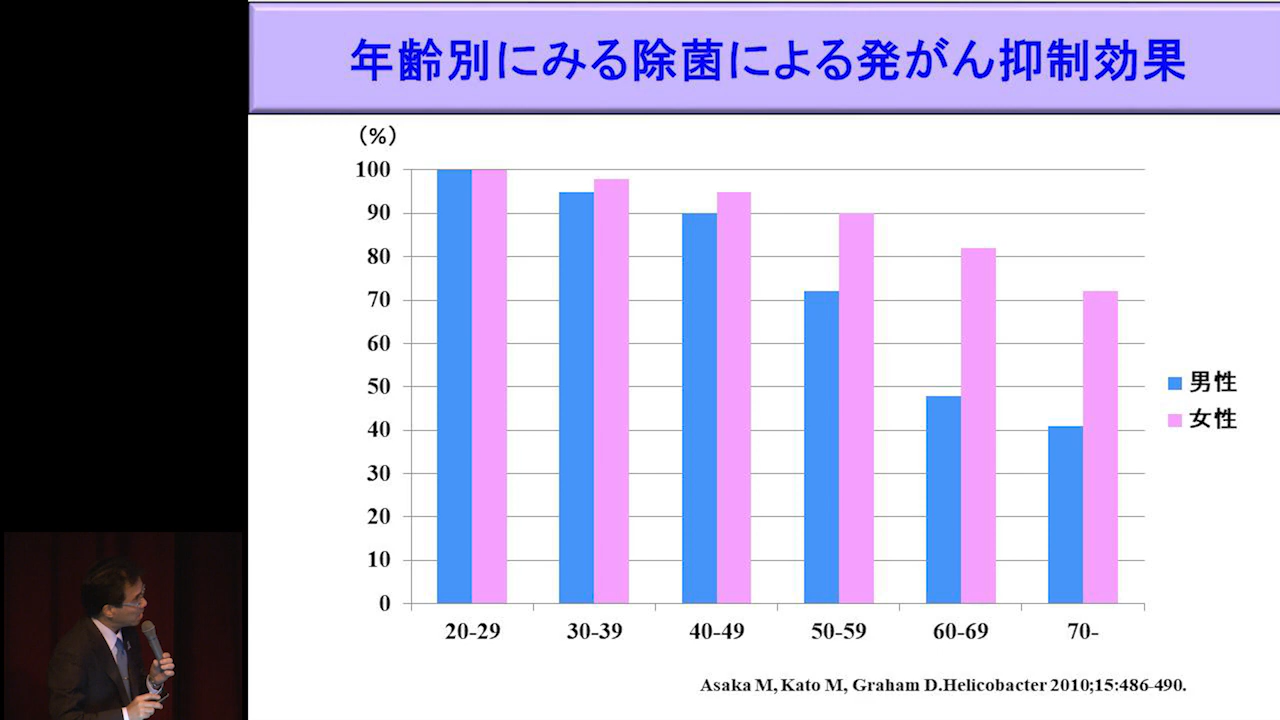 年齢別にみる除菌による発がん抑制効果
(%)
100
90
80
70
60
50
40
30
20
10
0
20-29 30-39 40-49 50-59 60-69 70-
男性
女性
Asaka M, Kato M, Graham D.Helicobacter 2010;15:486-490.